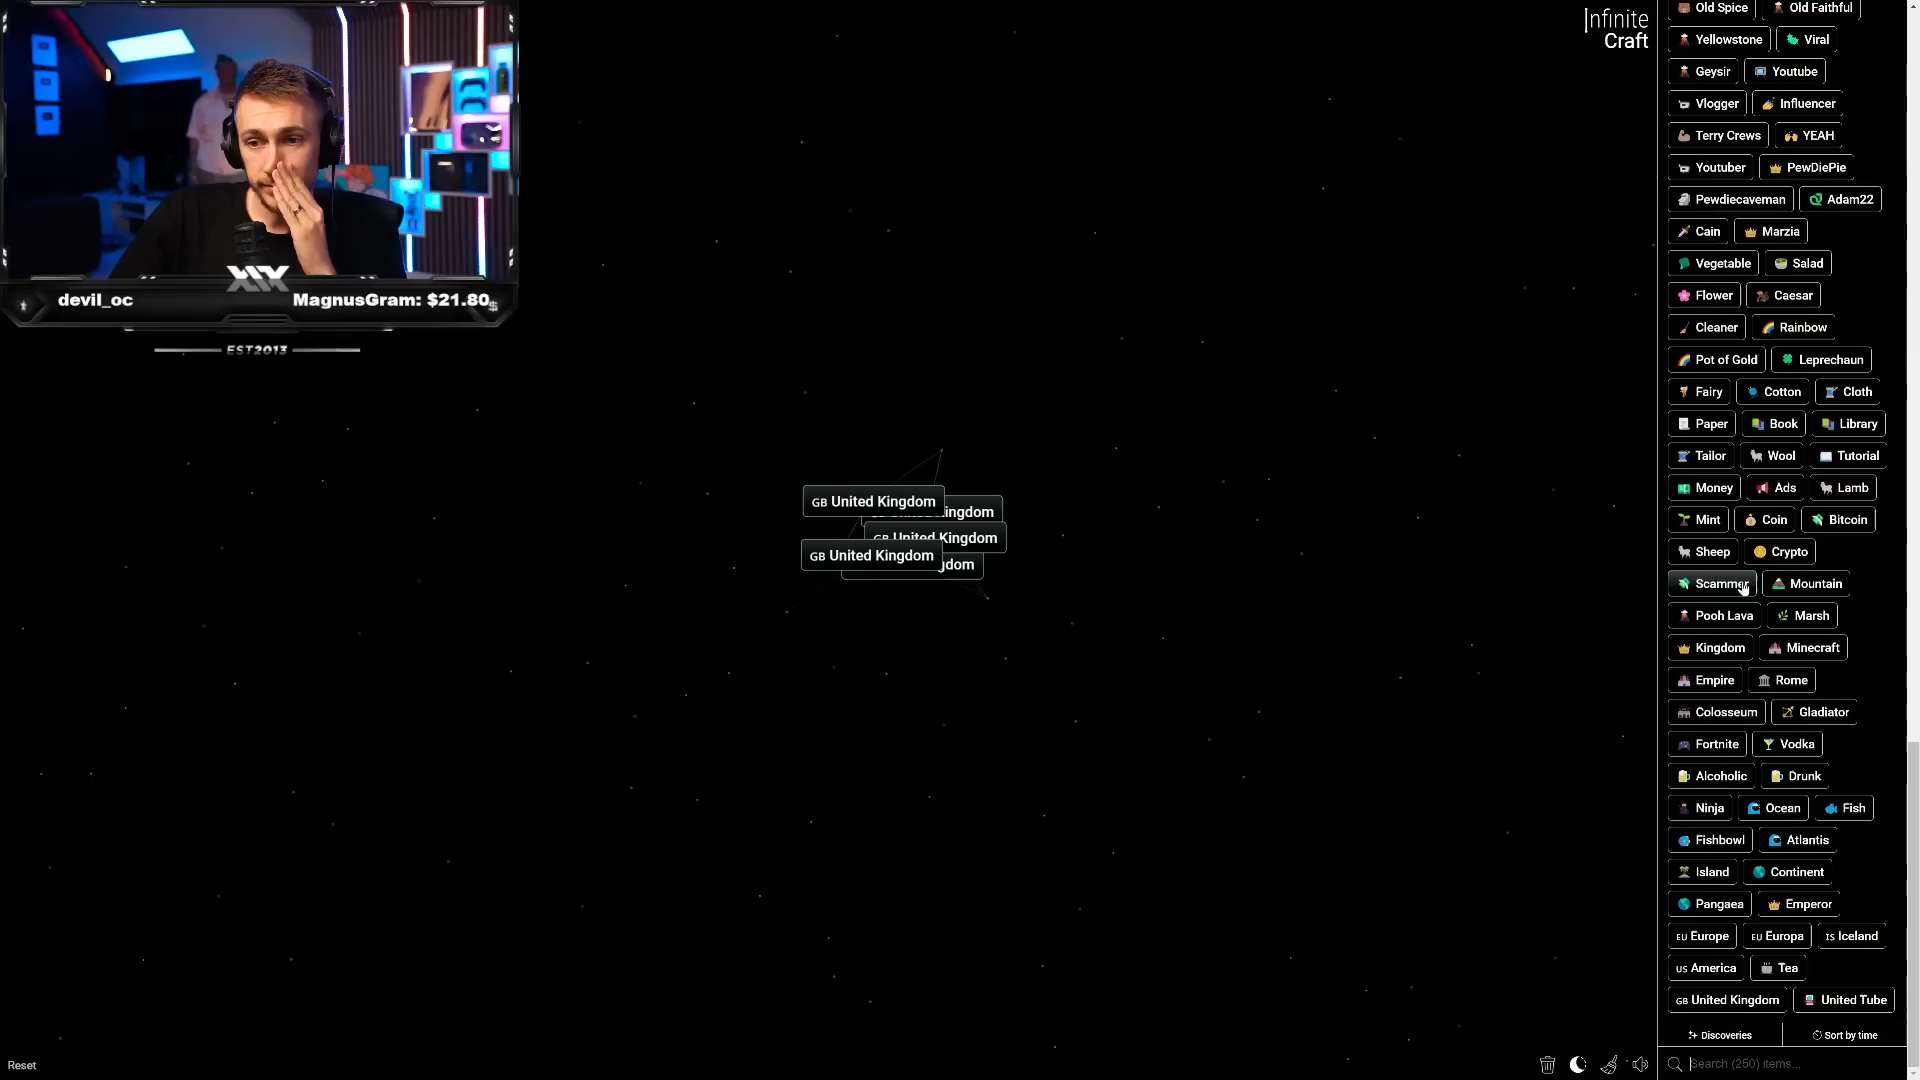 Infinite
Craft
devil_oc
MagnusGram: $21.80
XIX
EST2013
GB United Kingdom
ingdom
GB United Kingdom
GB United Kingdom
gdom
Reset
Old Spice Old Faithful
Yellowstone Viral
Geysir Youtube
Vlogger Influencer
Terry Crews YEAH
Youtuber PewDiePie
Pewdiecaveman Adam22
Cain Marzia
Vegetable Salad
Flower Caesar
Cleaner Rainbow
Pot of Gold Leprechaun
Fairy Cotton Cloth
Paper Book Library
Tailor Wool Tutorial
Money Ads Lamb
Mint Coin Bitcoin
Sheep Crypto
Scammer Mountain
Pooh Lava Marsh
Kingdom Minecraft
Empire Rome
Colosseum Gladiator
Fortnite Vodka
Alcoholic Drunk
Ninja Ocean Fish
Fishbowl Atlantis
Island Continent
Pangaea Emperor
EU Europe EU Europa IS Iceland
US America Tea
GB United Kingdom United Tube
Discoveries Sort by time
Search (250) items...